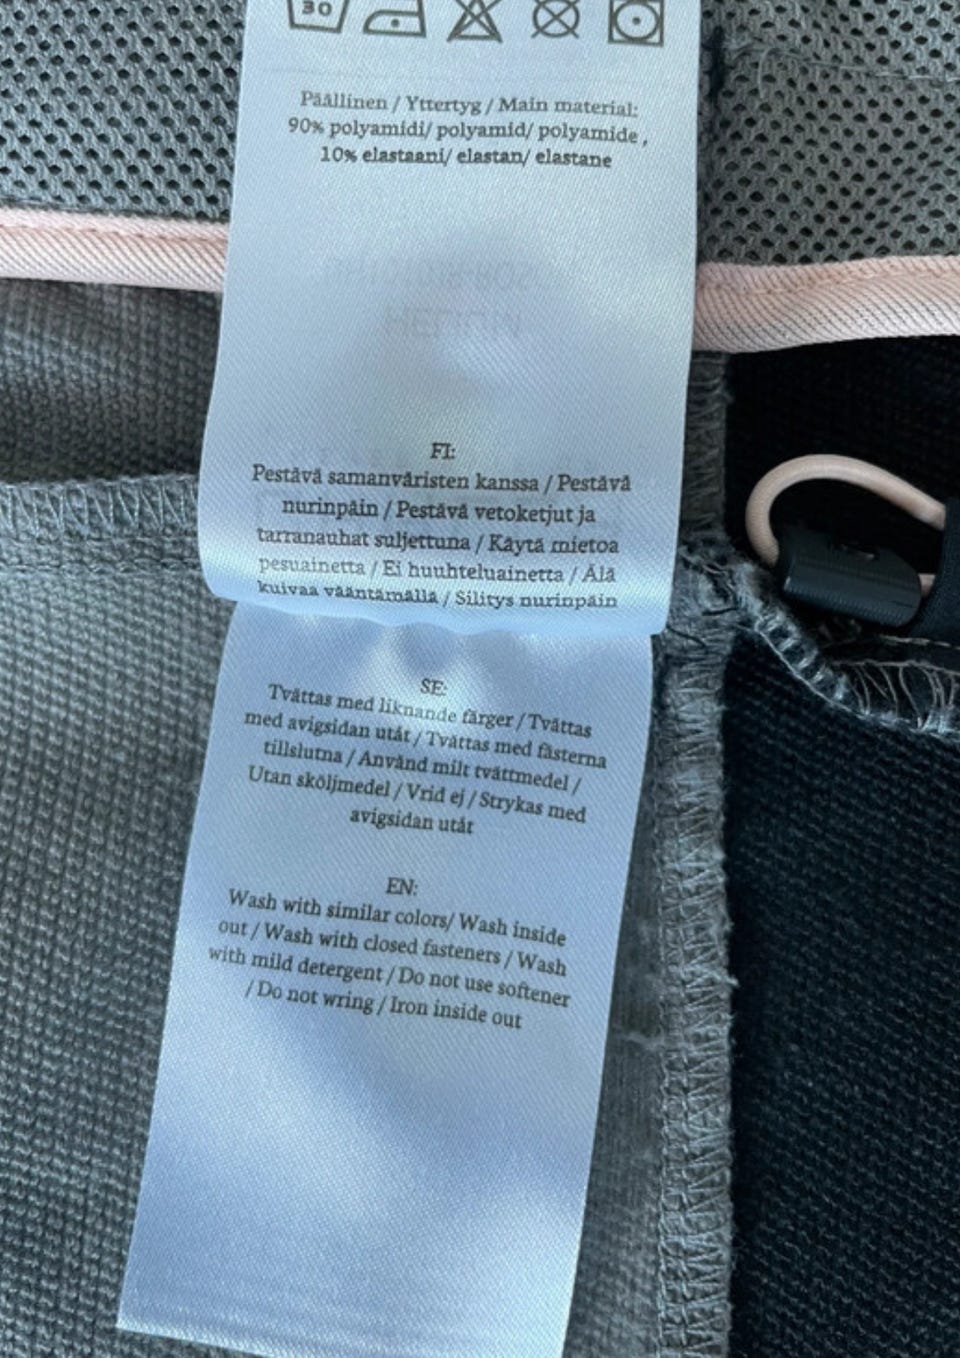 30
Päällinen / Yttertyg / Main material:
90% polyamidi/ polyamid/ polyamide ,
10% elastaani/ elastan/ elastane
FI:
Pestävä samanväristen kanssa / Pestävä
nurinpäin / Pestävä vetoketjut ja
tarranauhat suljettuna / Käytä mietoa
pesuainetta / Ei huuhteluainetta / Älä
kuivaa vääntämällä / Silitys nurinpäin
SE:
Tvättas med liknande färger / Tvättas
med avigsidan utåt / Tvättas med fästerna
tillslutna / Använd milt tvättmedel /
Utan sköljmedel / Vrid ej / Strykas med
avigsidan utåt
EN:
Wash with similar colors/ Wash inside
out / Wash with closed fasteners / Wash
with mild detergent / Do not use softener
/ Do not wring / Iron inside out